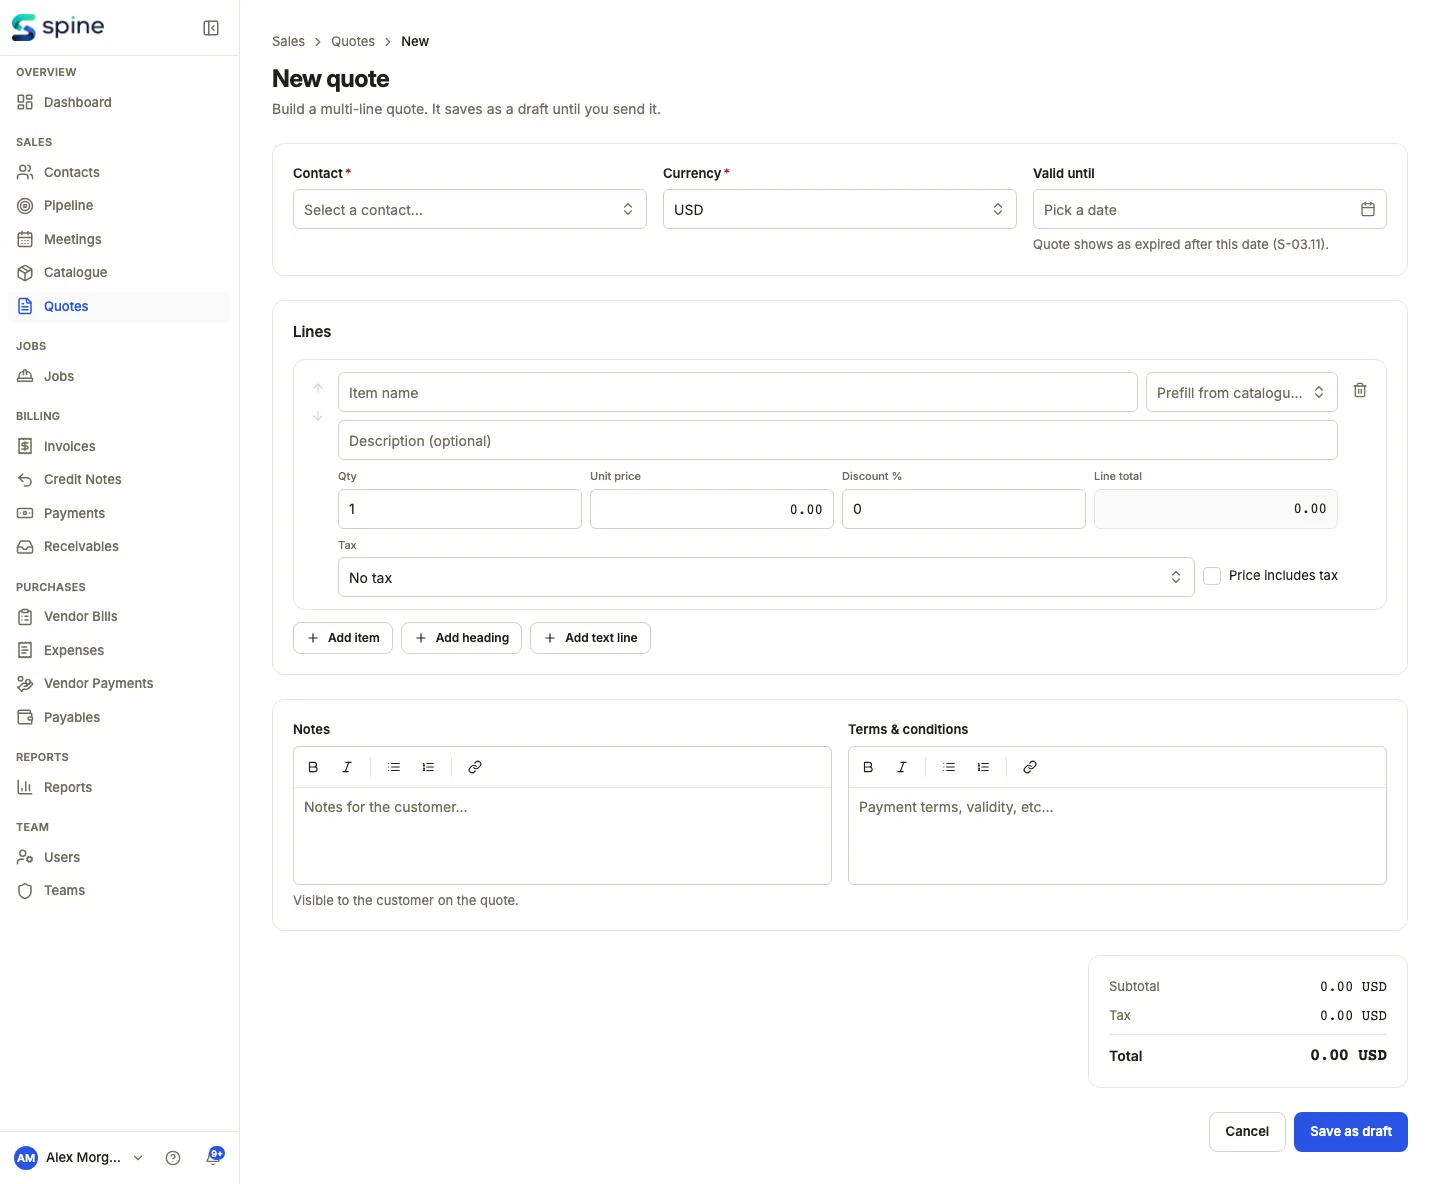 spine
OVERVIEW
Dashboard
SALES
Contacts
Pipeline
Meetings
Catalogue
Quotes
JOBS
Jobs
BILLING
Invoices
Credit Notes
Payments
Receivables
PURCHASES
Vendor Bills
Expenses
Vendor Payments
Payables
REPORTS
Reports
TEAM
Users
Teams
AM Alex Morg... 9+
Sales > Quotes > New
New quote
Build a multi-line quote. It saves as a draft until you send it.
Contact* Currency* Valid until
Select a contact... USD Pick a date
Quote shows as expired after this date (S-03.11).
Lines
Item name Prefill from catalogu...
Description (optional)
Qty Unit price Discount % Line total
1 0.00 0 0.00
Tax
No tax Price includes tax
+ Add item + Add heading + Add text line
Notes Terms & conditions
B I B I
Notes for the customer... Payment terms, validity, etc...
Visible to the customer on the quote.
Subtotal 0.00 USD
Tax 0.00 USD
Total 0.00 USD
Cancel Save as draft